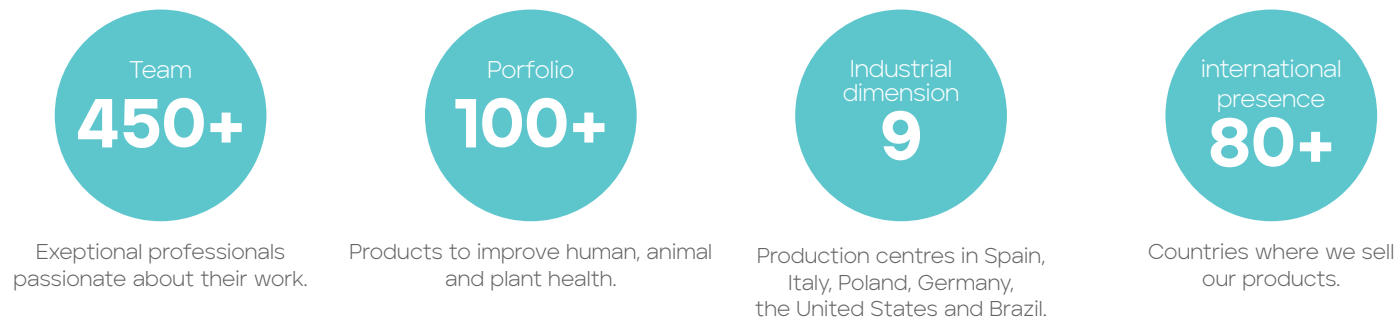 Team
450+
Exeptional professionals
passionate about their work.
Porfolio
100+
Products to improve human, animal
and plant health.
Industrial
dimension
9
Production centres in Spain,
Italy, Poland, Germany,
the United States and Brazil.
international
presence
80+
Countries where we sell
our products.